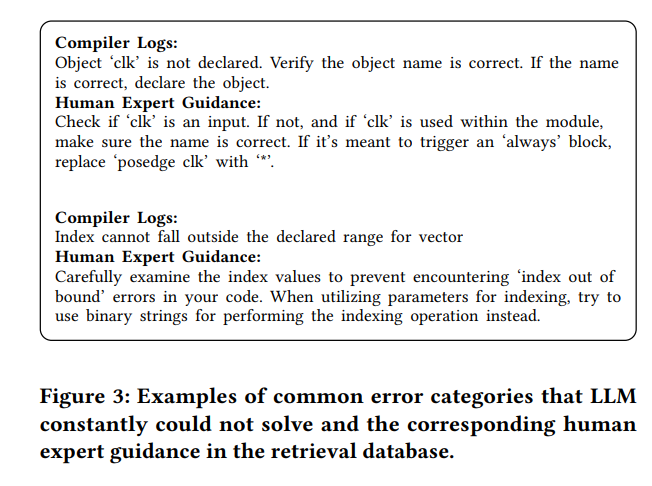 Compiler Logs:
Object ‘clk’ is not declared. Verify the object name is correct. If the name
is correct, declare the object.
Human Expert Guidance:
Check if ‘clk’ is an input. If not, and if ‘clk’ is used within the module,
make sure the name is correct. If it’s meant to trigger an ‘always’ block,
replace ‘posedge clk’ with ‘*’.
Compiler Logs:
Index cannot fall outside the declared range for vector
Human Expert Guidance:
Carefully examine the index values to prevent encountering ‘index out of
bound’ errors in your code. When utilizing parameters for indexing, try to
use binary strings for performing the indexing operation instead.
Figure 3: Examples of common error categories that LLM
constantly could not solve and the corresponding human
expert guidance in the retrieval database.